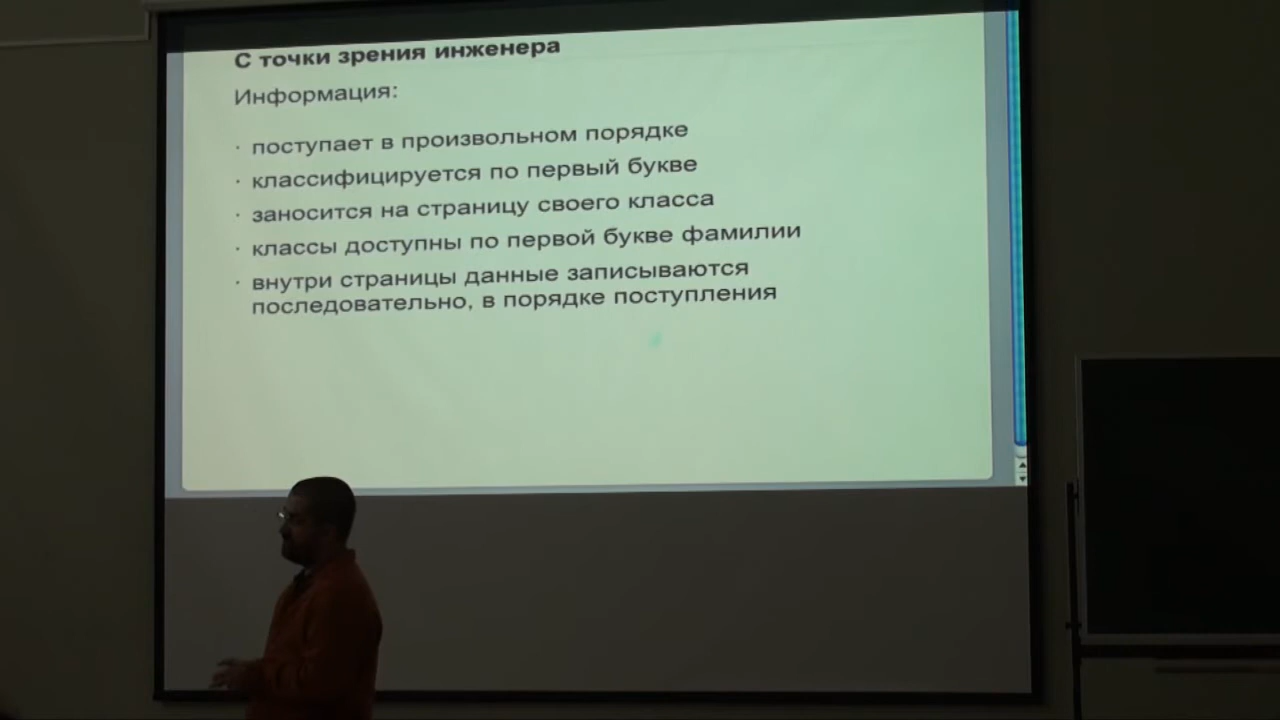 С точки зрения инженера
Информация:
· поступает в произвольном порядке
· классифицируется по первый букве
· заносится на страницу своего класса
· классы доступны по первой букве фамилии
· внутри страницы данные записываются
последовательно, в порядке поступления